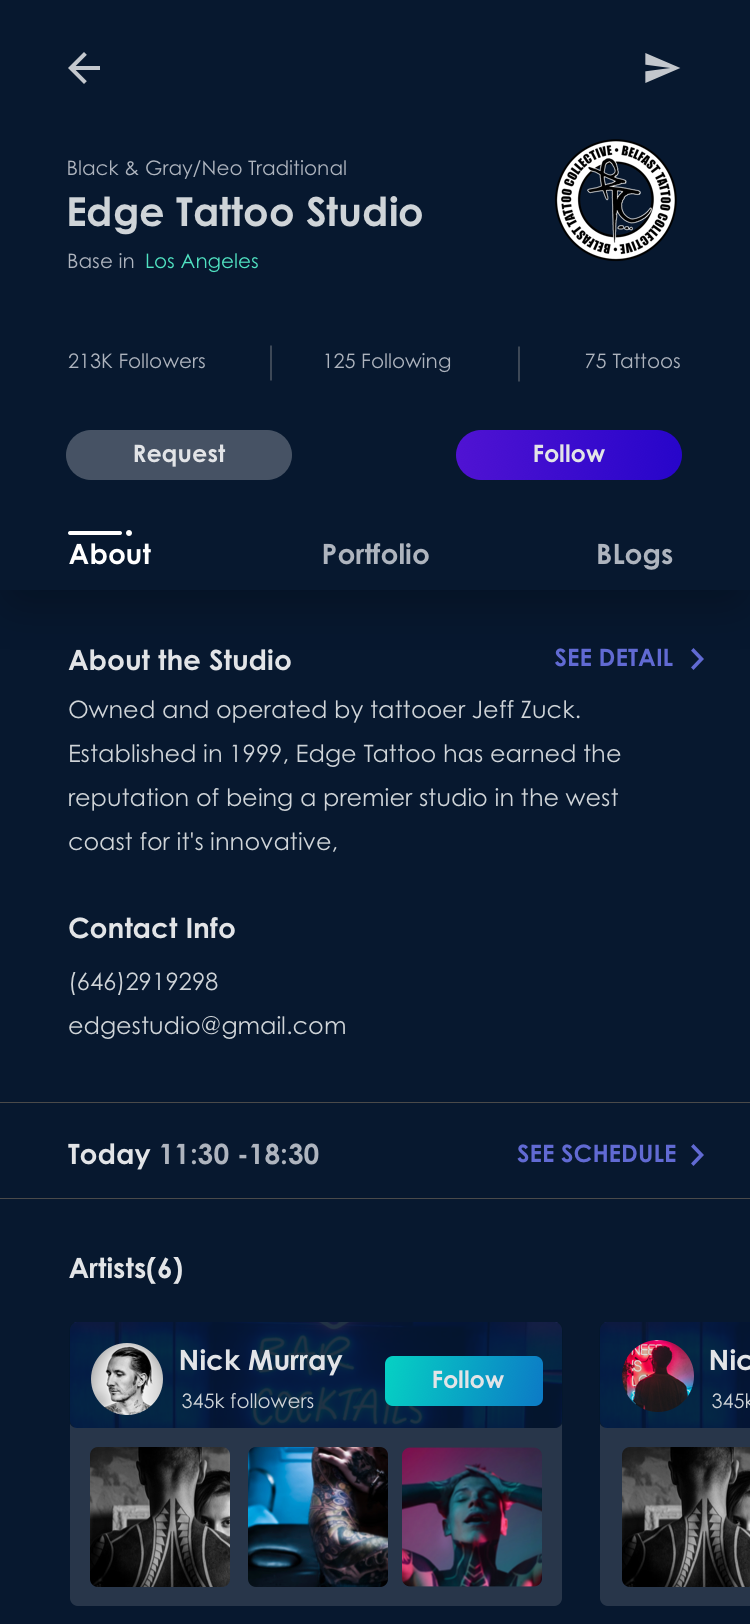 Black & Gray/Neo Traditional
Edge Tattoo Studio
Base in Los Angeles
BELFAST TATTOO COLLECTIVE • BELFAST TATTOO COLLECTIVE •
213K Followers
125 Following
75 Tattoos
Request
Follow
About
Portfolio
BLogs
About the Studio
SEE DETAIL
Owned and operated by tattooer Jeff Zuck.
Established in 1999, Edge Tattoo has earned the
reputation of being a premier studio in the west
coast for it's innovative,
Contact Info
(646)2919298
edgestudio@gmail.com
Today 11:30 -18:30
SEE SCHEDULE
Artists(6)
BAR
COCKTAILS
Nick Murray
345k followers
Follow
Nic
345k